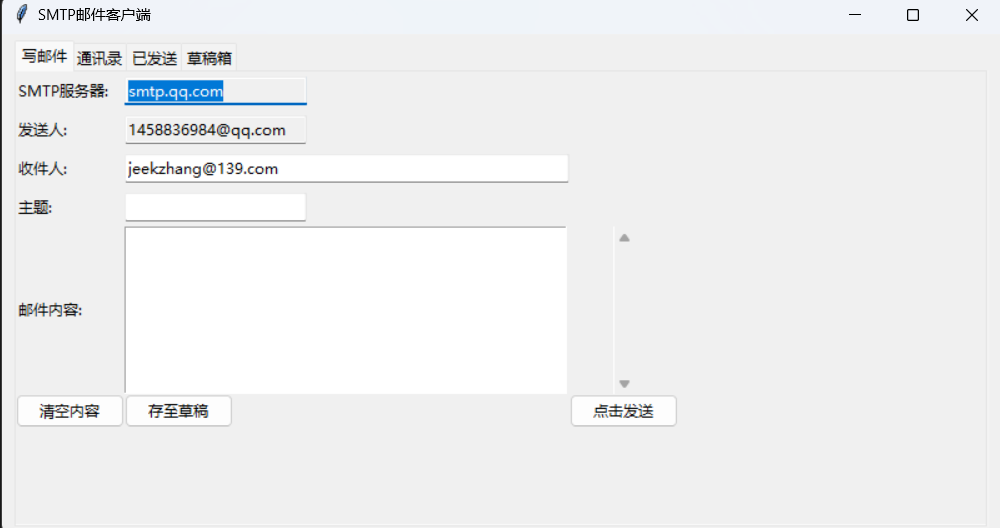 SMTP邮件客户端
写邮件 通讯录 已发送 草稿箱
SMTP服务器: smtp.qq.com
发送人: 1458836984@qq.com
收件人: jeekzhang@139.com
主题:
邮件内容:
清空内容 存至草稿 点击发送